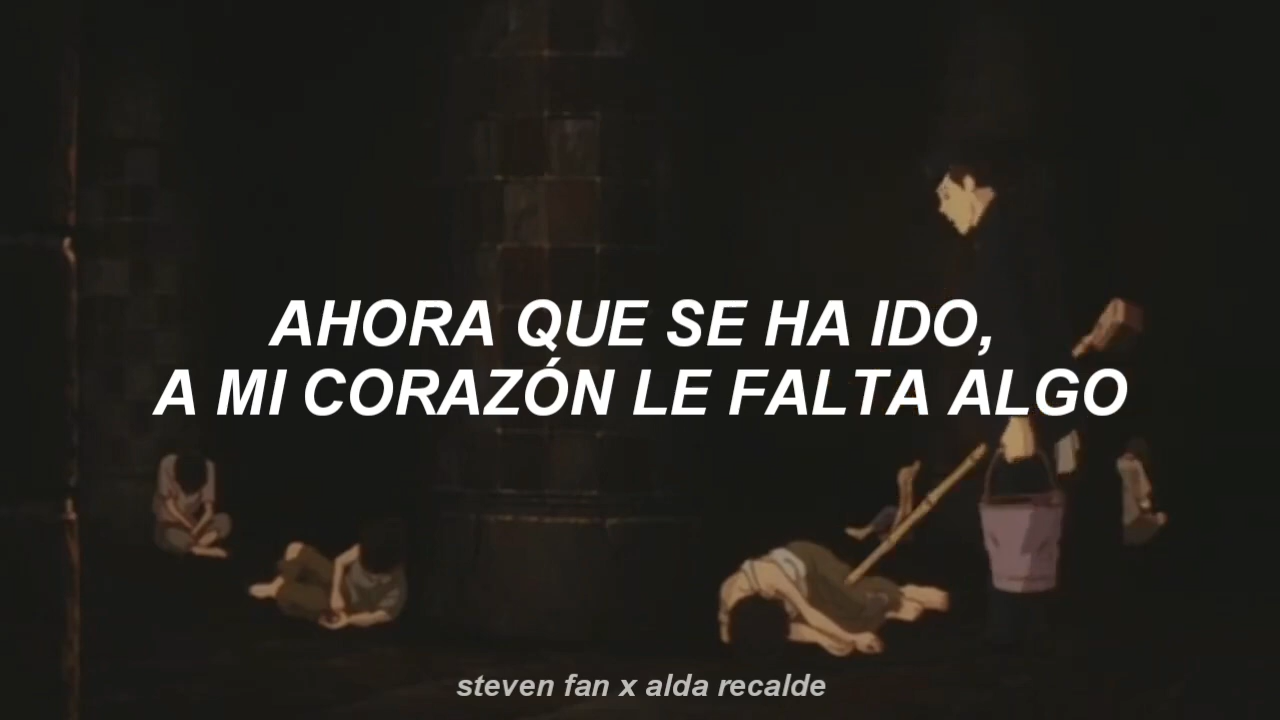 AHORA QUE SE HA IDO,
A MI CORAZÓN LE FALTA ALGO
steven fan x alda recalde